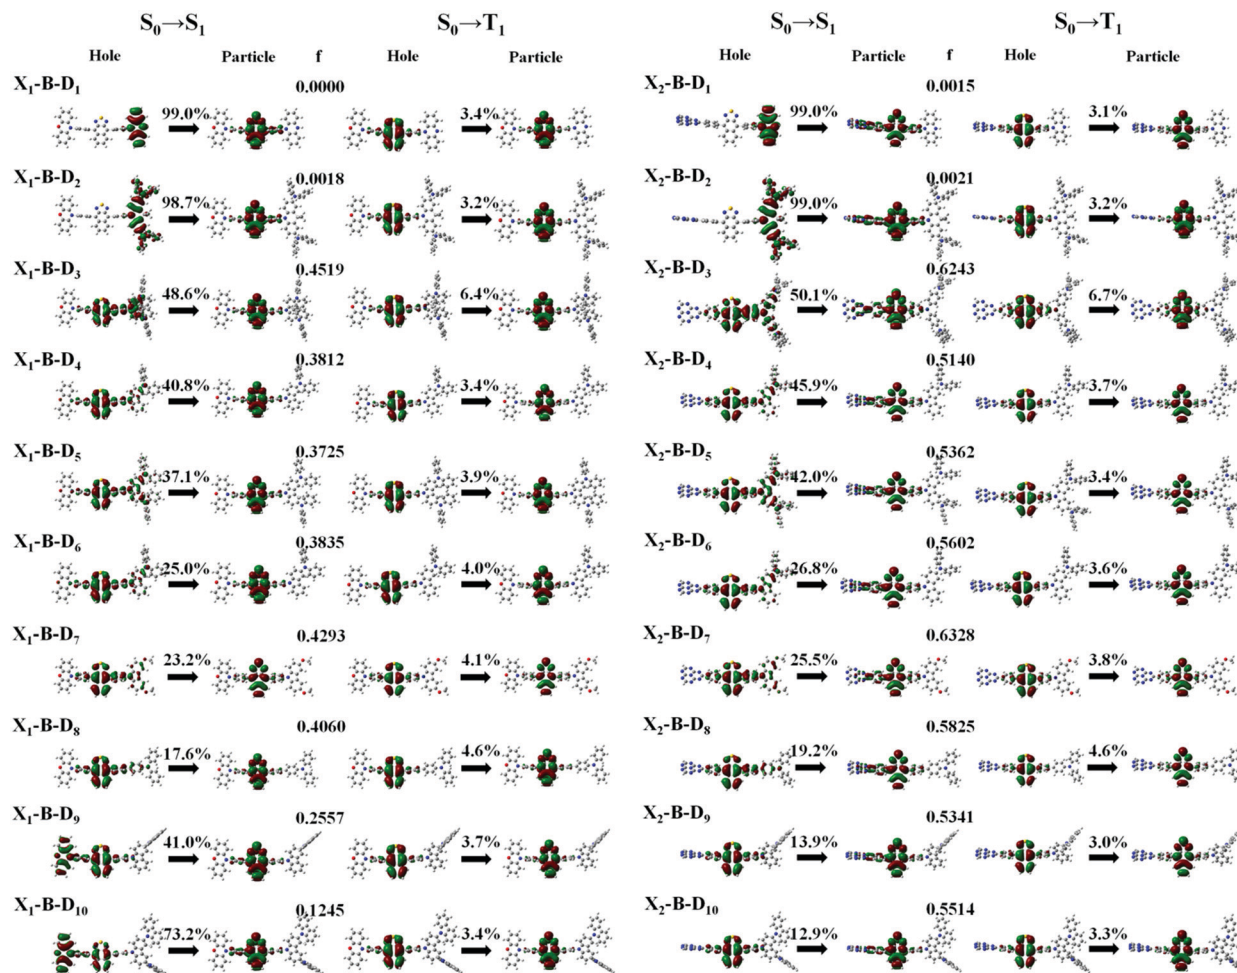 S0→S1 S0→T1 S0→S1 S0→T1
Hole Particle f Hole Particle Hole Particle f Hole Particle
X1-B-D1 0.0000 X2-B-D1 0.0015
99.0% 3.4% 99.0% 3.1%
X1-B-D2 0.0018 X2-B-D2 0.0021
98.7% 3.2% 99.0% 3.2%
X1-B-D3 0.4519 X2-B-D3 0.6243
48.6% 6.4% 50.1% 6.7%
X1-B-D4 0.3812 X2-B-D4 0.5140
40.8% 3.4% 45.9% 3.7%
X1-B-D5 0.3725 X2-B-D5 0.5362
37.1% 3.9% 42.0% 3.4%
X1-B-D6 0.3835 X2-B-D6 0.5602
25.0% 4.0% 26.8% 3.6%
X1-B-D7 0.4293 X2-B-D7 0.6328
23.2% 4.1% 25.5% 3.8%
X1-B-D8 0.4060 X2-B-D8 0.5825
17.6% 4.6% 19.2% 4.6%
X1-B-D9 0.2557 X2-B-D9 0.5341
41.0% 3.7% 13.9% 3.0%
X1-B-D10 0.1245 X2-B-D10 0.5514
73.2% 3.4% 12.9% 3.3%